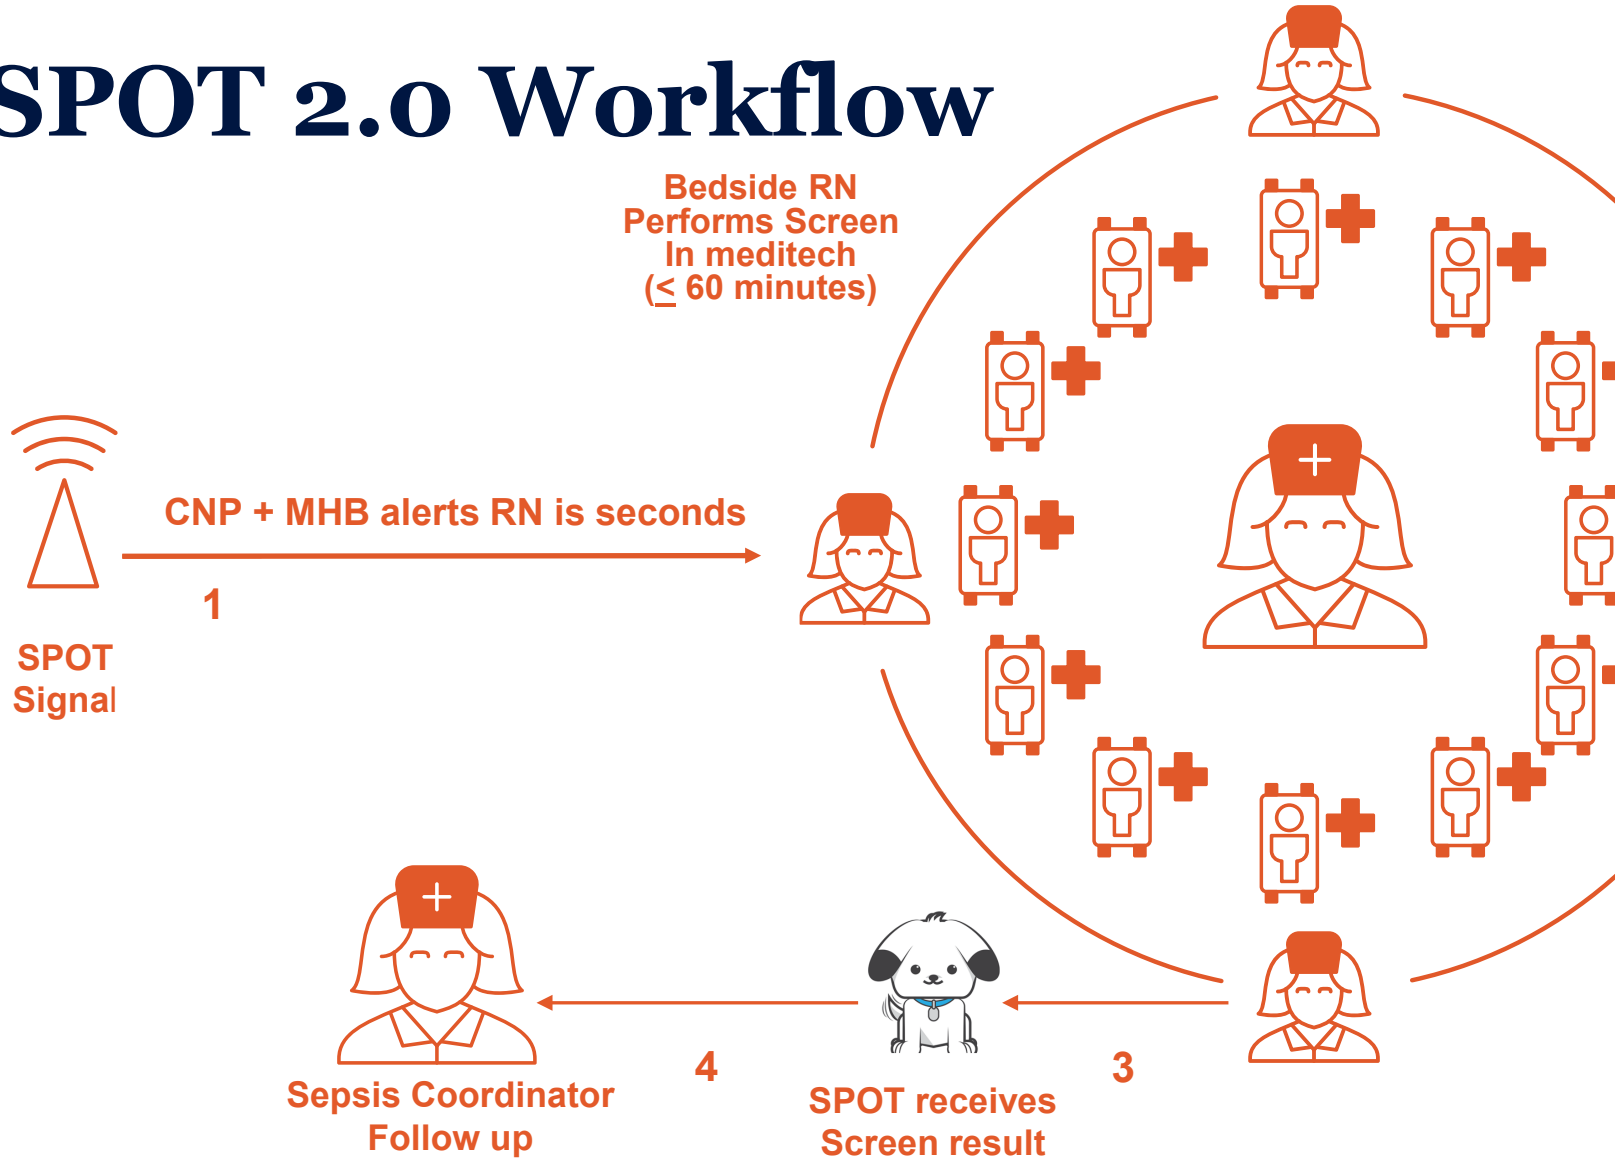 SPOT 2.0 Workflow
Bedside RN
Performs Screen
In meditech
(≤ 60 minutes)
CNP + MHB alerts RN is seconds
1
SPOT
Signal
4
3
Sepsis Coordinator
Follow up
SPOT receives
Screen result